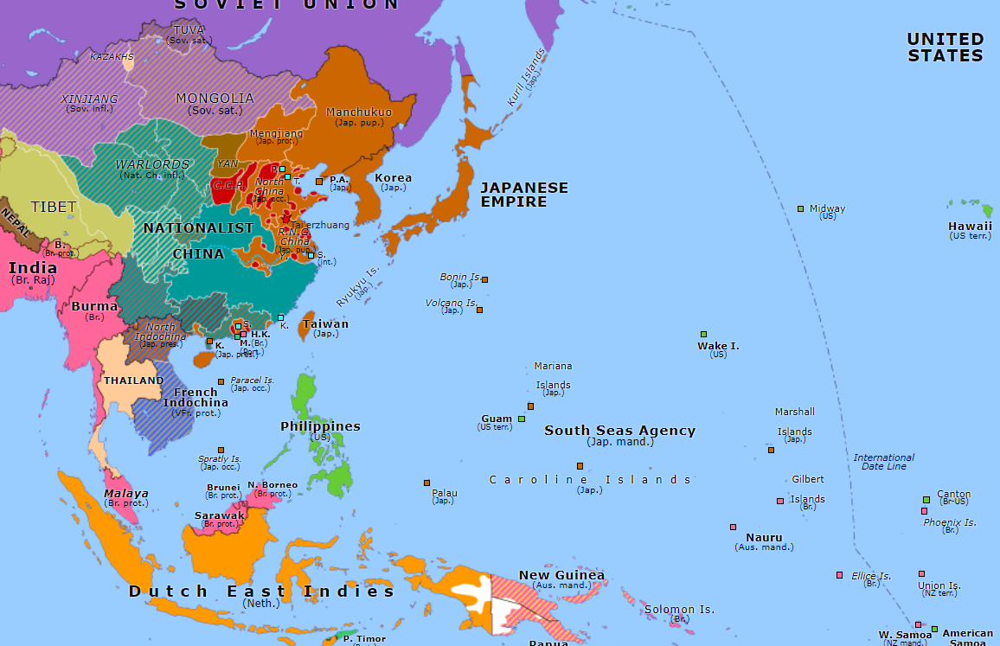 SOVIET UNION
TUVA
(Sov. sat.)
KAZAKHS
UNITED
STATES
Kuril Islands
(Jap.)
XINJIANG
(Sov. infl.)
MONGOLIA
(Sov. sat.)
Manchukuo
(Jap. pup.)
Mengjiang
(Jap. prot.)
WARLORDS
(Nat. Ch. infl.)
YAN
C.C.P.
North
China
(Jap. occ.)
T.
P.A.
(Jap.)
Korea
(Jap.)
JAPANESE
EMPIRE
Midway
(US)
Hawaii
(US terr.)
TIBET
NEPAL
NATIONALIST
CHINA
Tai'erzhuang
R.N.G.
China
(Jap. pup.)
Y.
S.
(int.)
B.
(Br. prot.)
India
(Br. Raj)
Burma
(Br.)
Ryukyu Is.
(Jap.)
Bonin Is.
(Jap.)
Volcano Is.
(Jap.)
K.
Taiwan
(Jap.)
S.
H.K.
(Br.)
M.
(Port.)
K.
(Jap. pres.)
North
Indochina
(Jap. pres.)
Wake I.
(US)
THAILAND
French
Indochina
(VFr. prot.)
Paracel Is.
(Jap. occ.)
Mariana
Islands
(Jap.)
Guam
(US terr.)
Philippines
(US)
South Seas Agency
(Jap. mand.)
Marshall
Islands
(Jap.)
International
Date Line
Spratly Is.
(Jap. occ.)
Caroline Islands
(Jap.)
Palau
(Jap.)
Gilbert
Islands
(Br.)
Canton
(Br-US)
Phoenix Is.
(Br.)
Malaya
(Br. prot.)
Brunei
(Br. prot.)
N. Borneo
(Br. prot.)
Sarawak
(Br. prot.)
Nauru
(Aus. mand.)
Dutch East Indies
(Neth.)
New Guinea
(Aus. mand.)
Ellice Is.
(Br.)
Union Is.
(NZ terr.)
Solomon Is.
(Br.)
P. Timor
Papua
W. Samoa
(NZ mand.)
American
Samoa